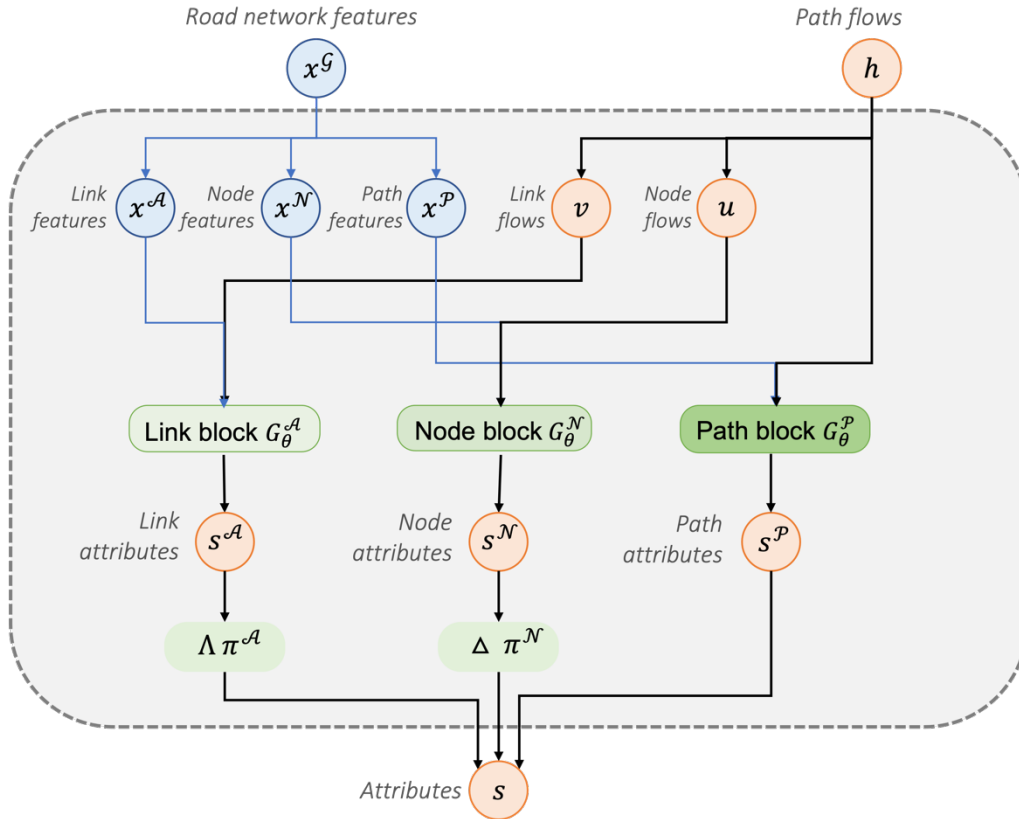 Road network features
Path flows
x^𝒢
h
Link features
x^𝒜
Node features
x^𝒩
Path features
x^𝒫
Link flows
v
Node flows
u
Link block G_θ^𝒜
Node block G_θ^𝒩
Path block G_θ^𝒫
Link attributes
s^𝒜
Node attributes
s^𝒩
Path attributes
s^𝒫
Λ π^𝒜
Δ π^𝒩
Attributes
s